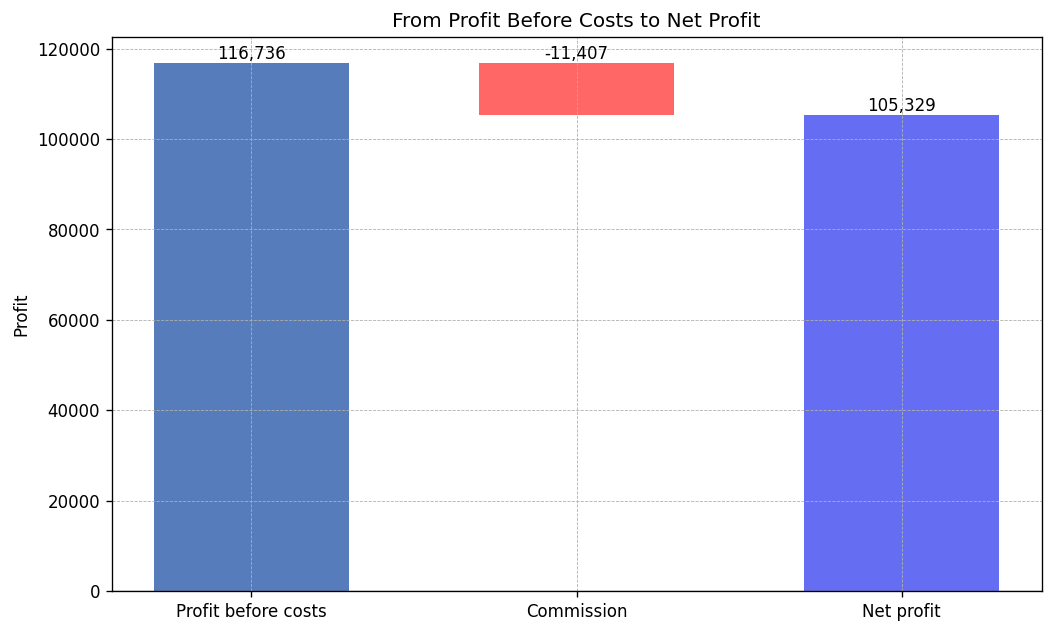 From Profit Before Costs to Net Profit
116,736
-11,407
105,329
120000
100000
80000
60000
40000
20000
0
Profit
Profit before costs
Commission
Net profit